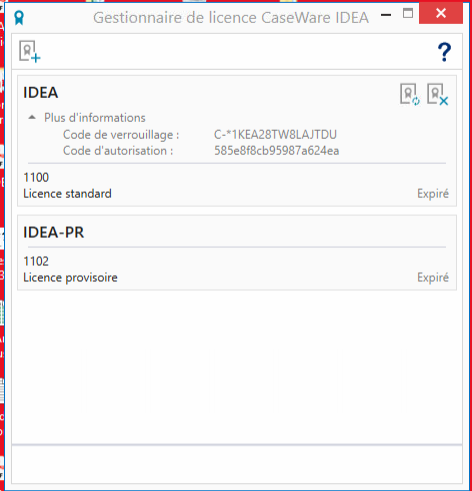 Gestionnaire de licence CaseWare IDEA
?
IDEA
Plus d'informations
Code de verrouillage : C-*1KEA28TW8LAJTDU
Code d'autorisation : 585e8f8cb95987a624ea
1100
Licence standard Expiré
IDEA-PR
1102
Licence provisoire Expiré